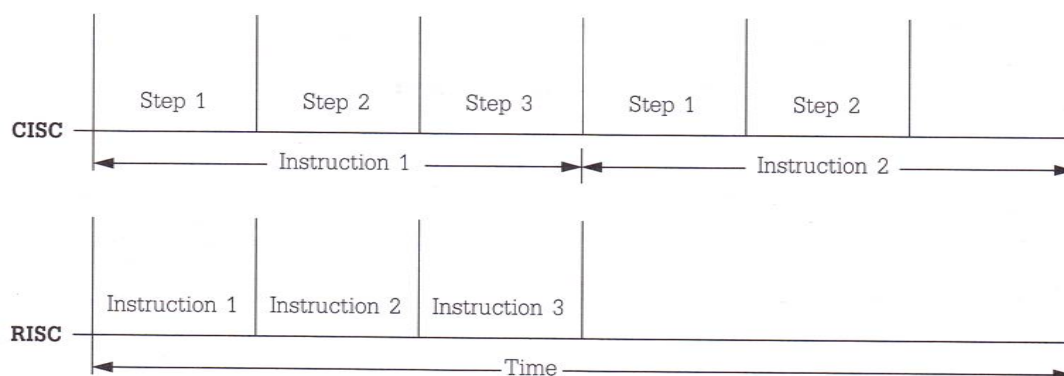 Step 1 Step 2 Step 3 Step 1 Step 2
CISC
Instruction 1 Instruction 2
Instruction 1 Instruction 2 Instruction 3
RISC
Time